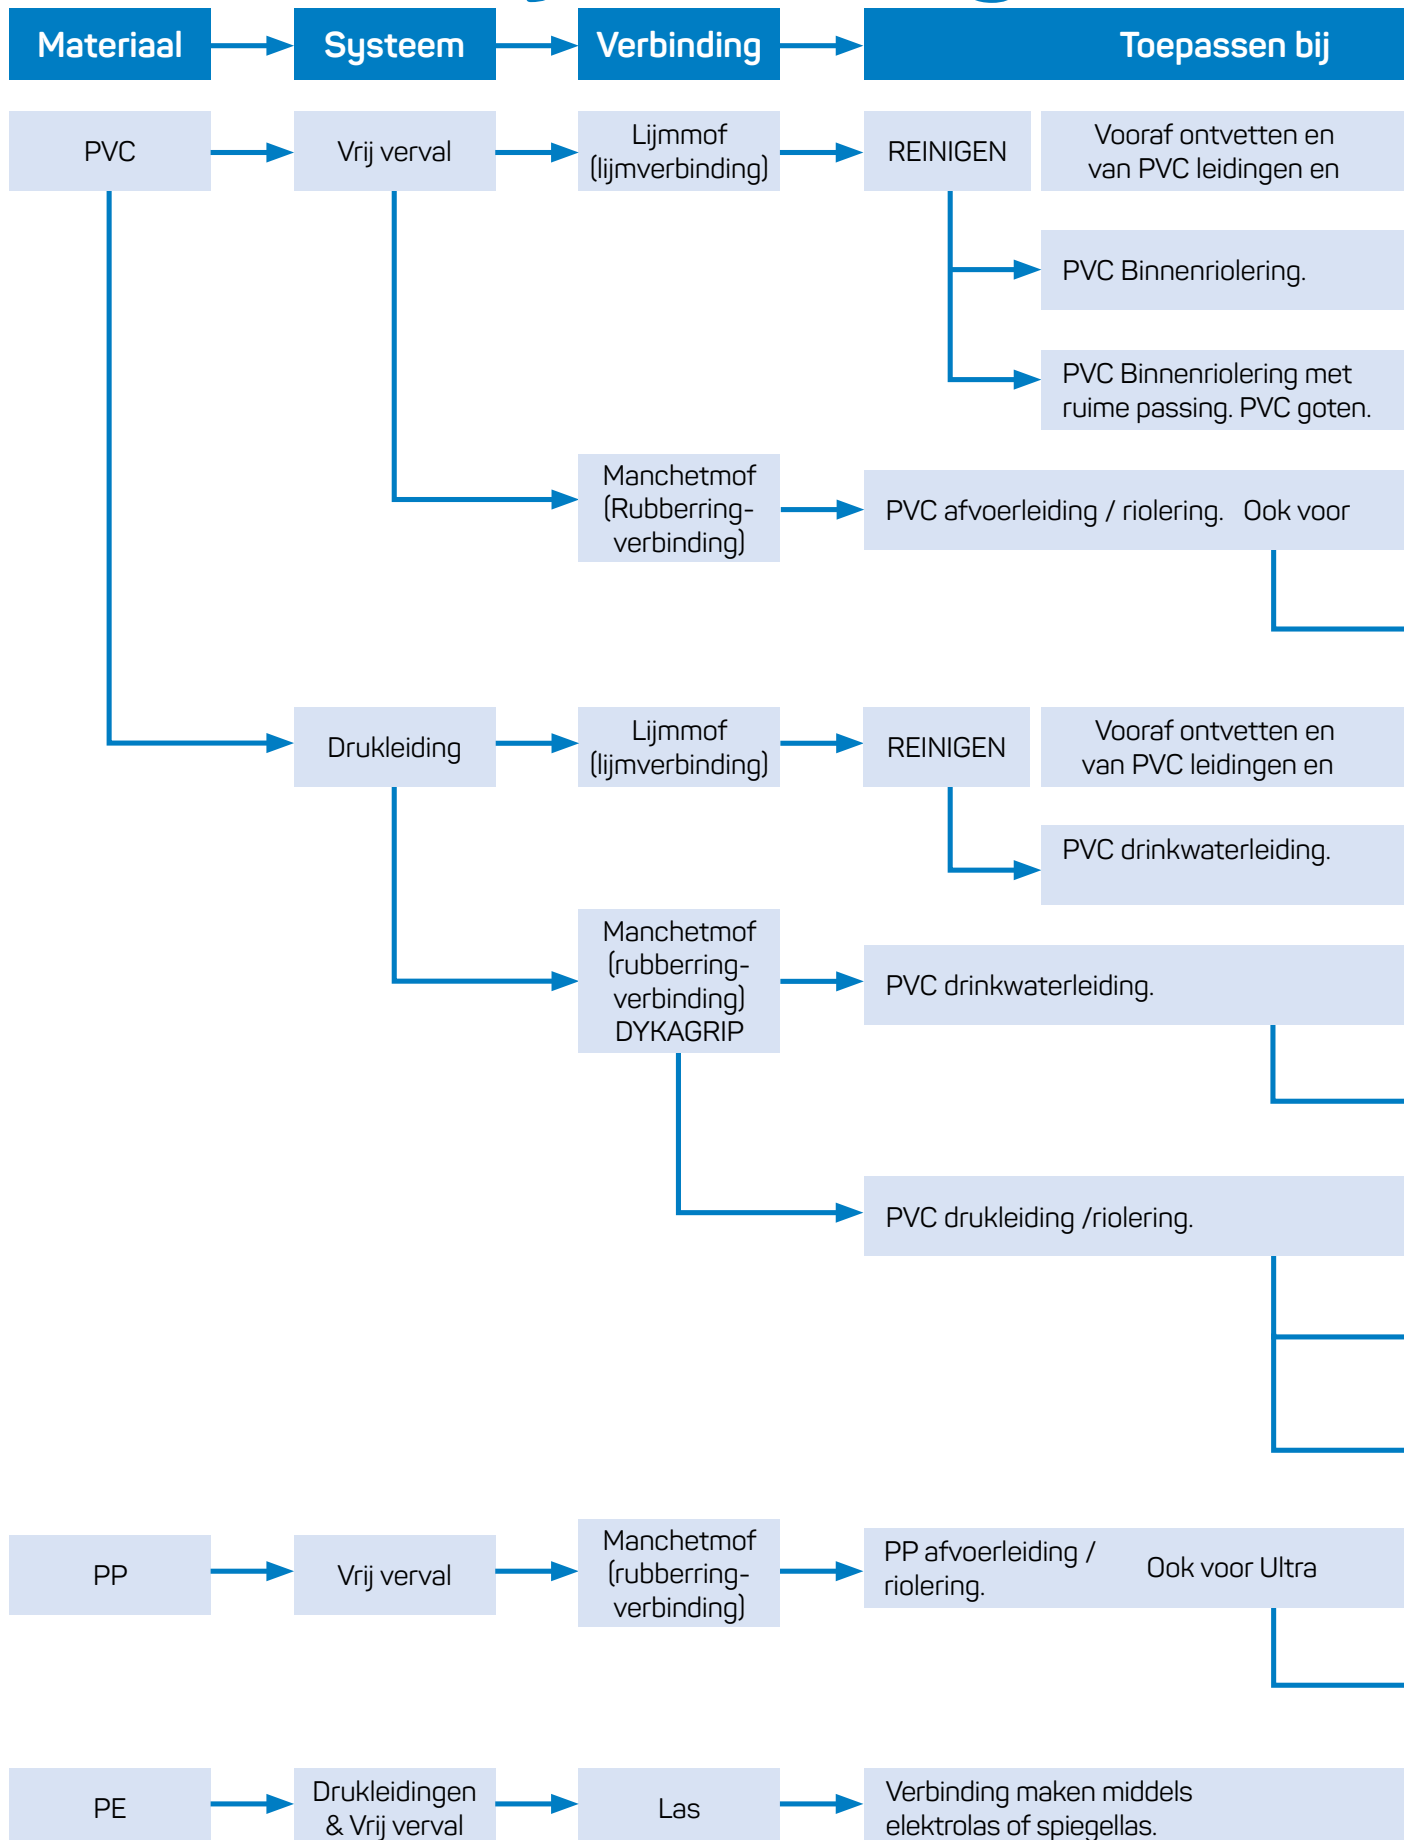 Materiaal
Systeem
Verbinding
Toepassen bij
PVC
Vrij verval
Lijmmof
(lijmverbinding)
REINIGEN
Vooraf ontvetten en
van PVC leidingen en
PVC Binnenriolering.
PVC Binnenriolering met
ruime passing. PVC goten.
Manchetmof
(Rubberring-
verbinding)
PVC afvoerleiding / riolering. Ook voor
Drukleiding
Lijmmof
(lijmverbinding)
REINIGEN
Vooraf ontvetten en
van PVC leidingen en
PVC drinkwaterleiding.
Manchetmof
(rubberring-
verbinding)
DYKAGRIP
PVC drinkwaterleiding.
PVC drukleiding /riolering.
PP
Vrij verval
Manchetmof
(rubberring-
verbinding)
PP afvoerleiding /
riolering.
Ook voor Ultra
PE
Drukleidingen
& Vrij verval
Las
Verbinding maken middels
elektrolas of spiegellas.